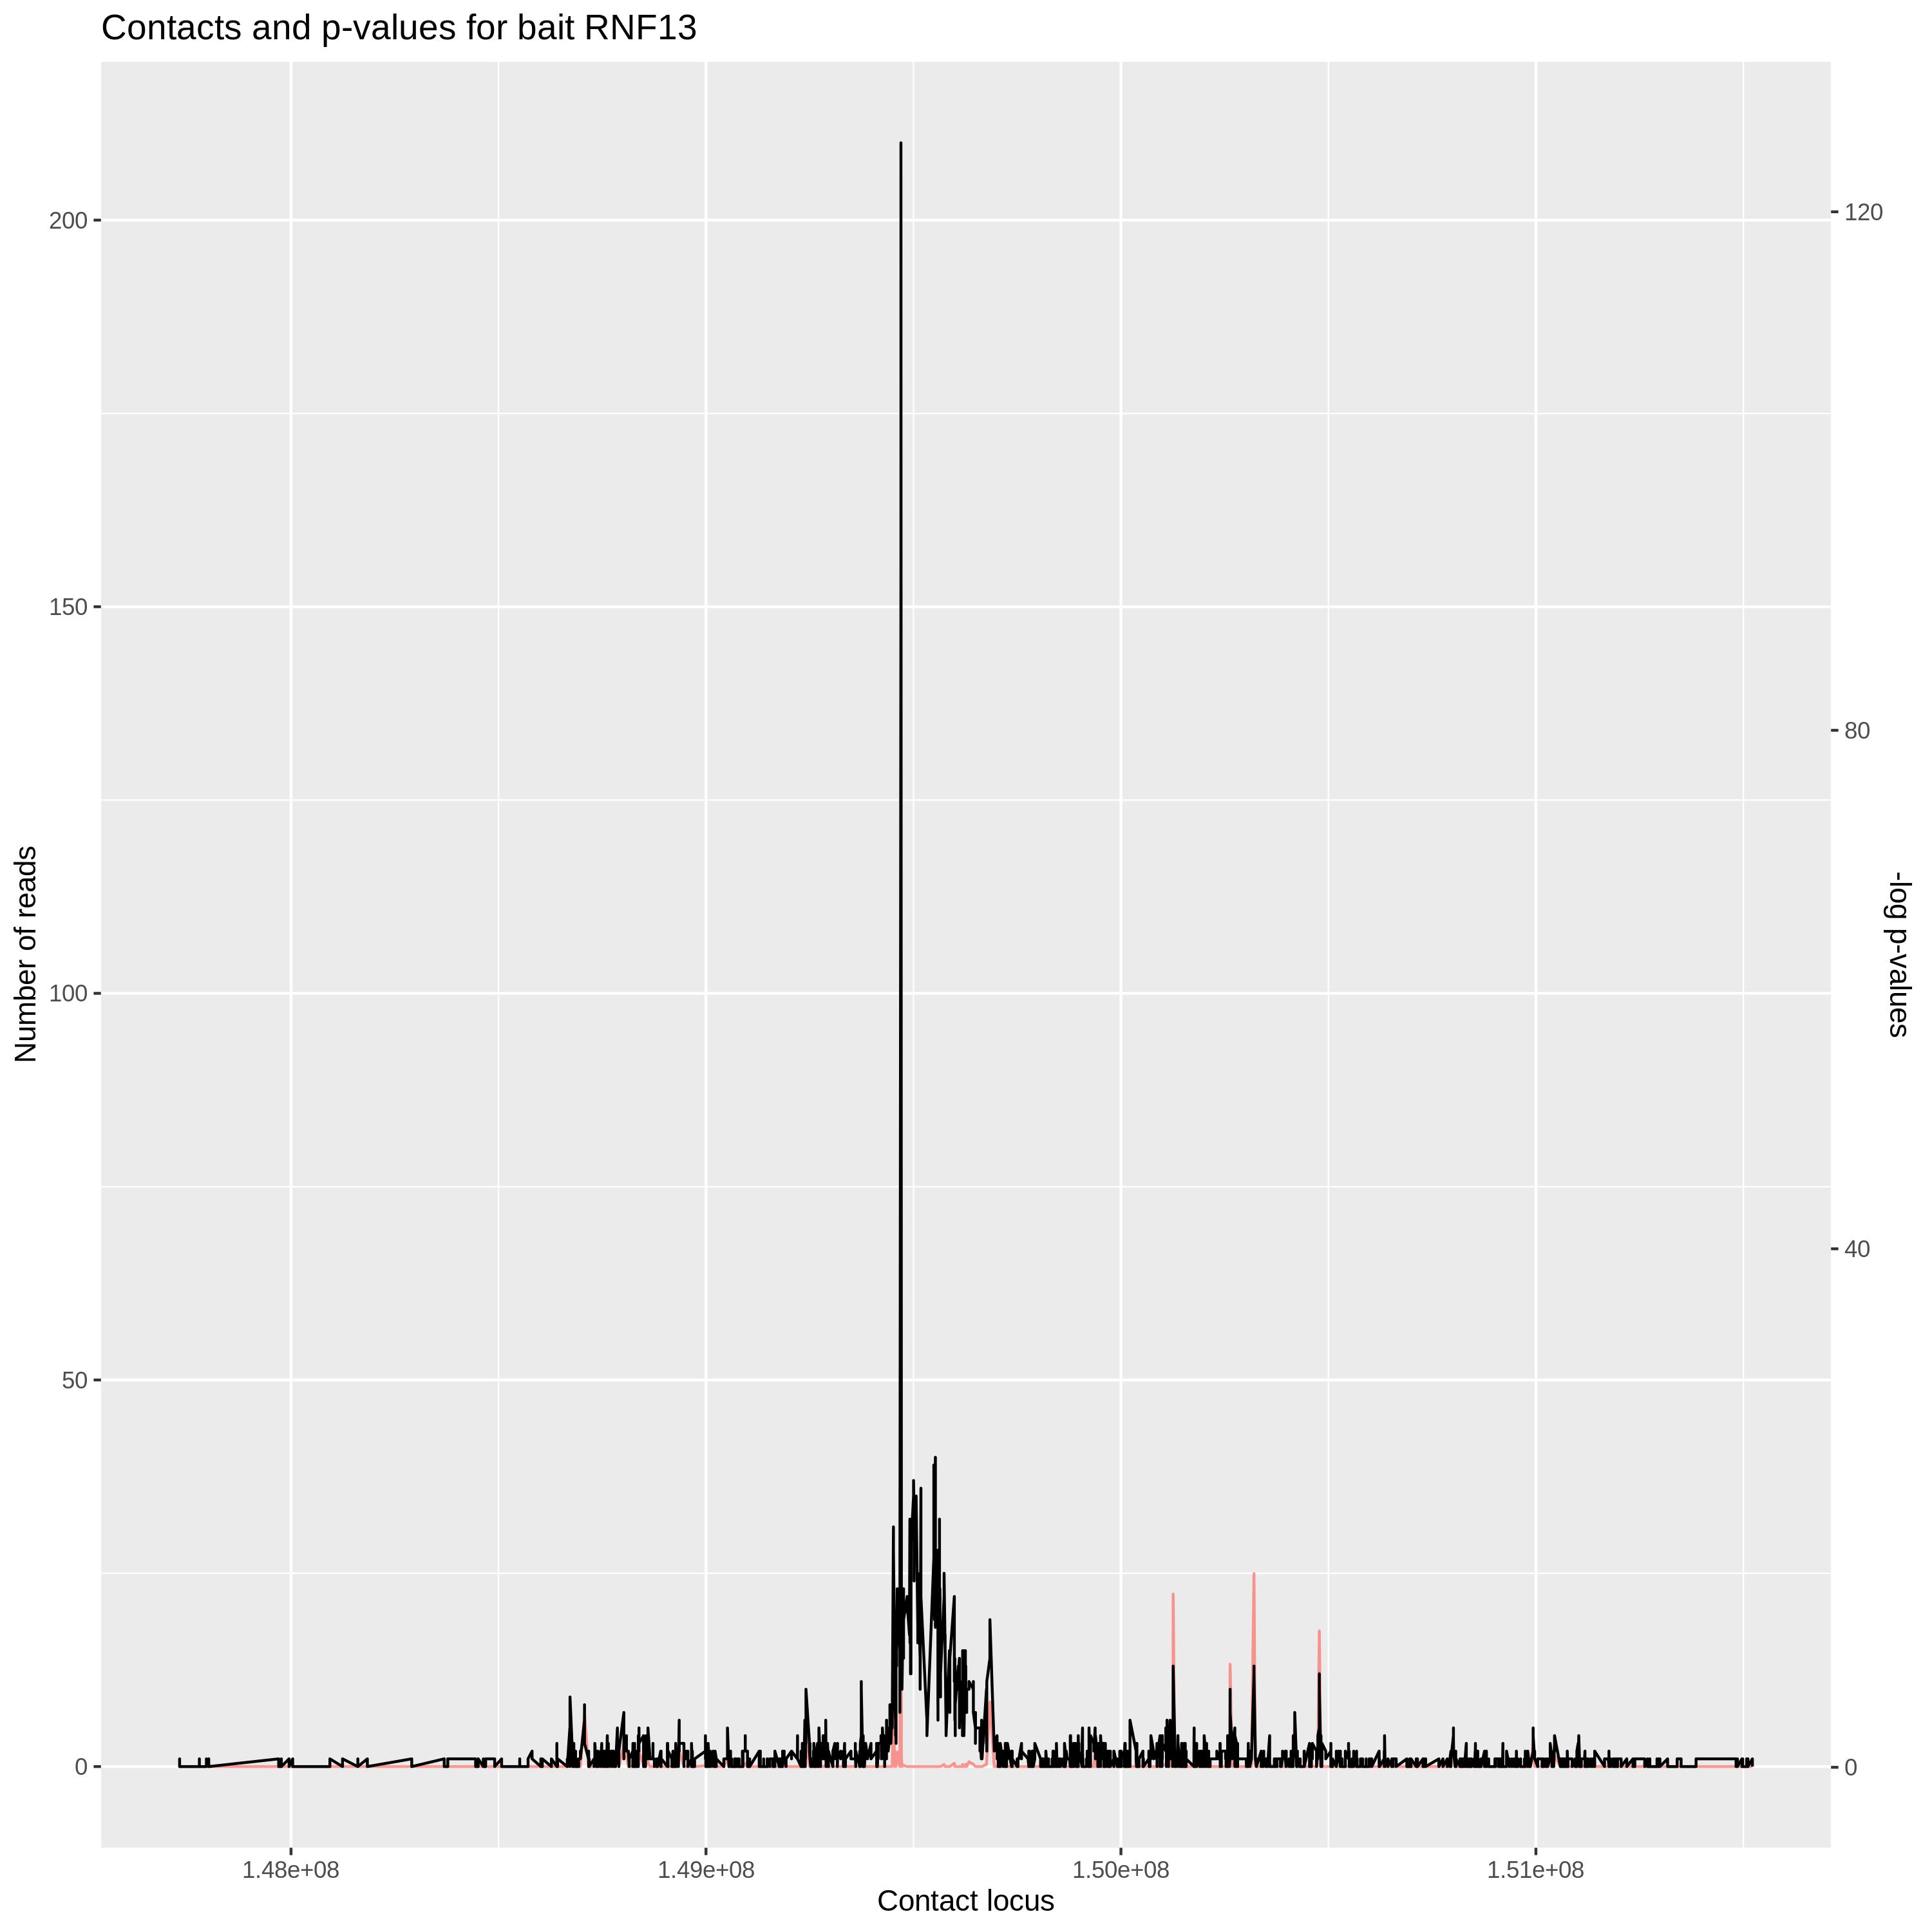 Contacts and p-values for bait RNF13
200
150
100
50
0
120
80
40
0
Number of reads
-log p-values
1.48e+08
1.49e+08
1.50e+08
1.51e+08
Contact locus